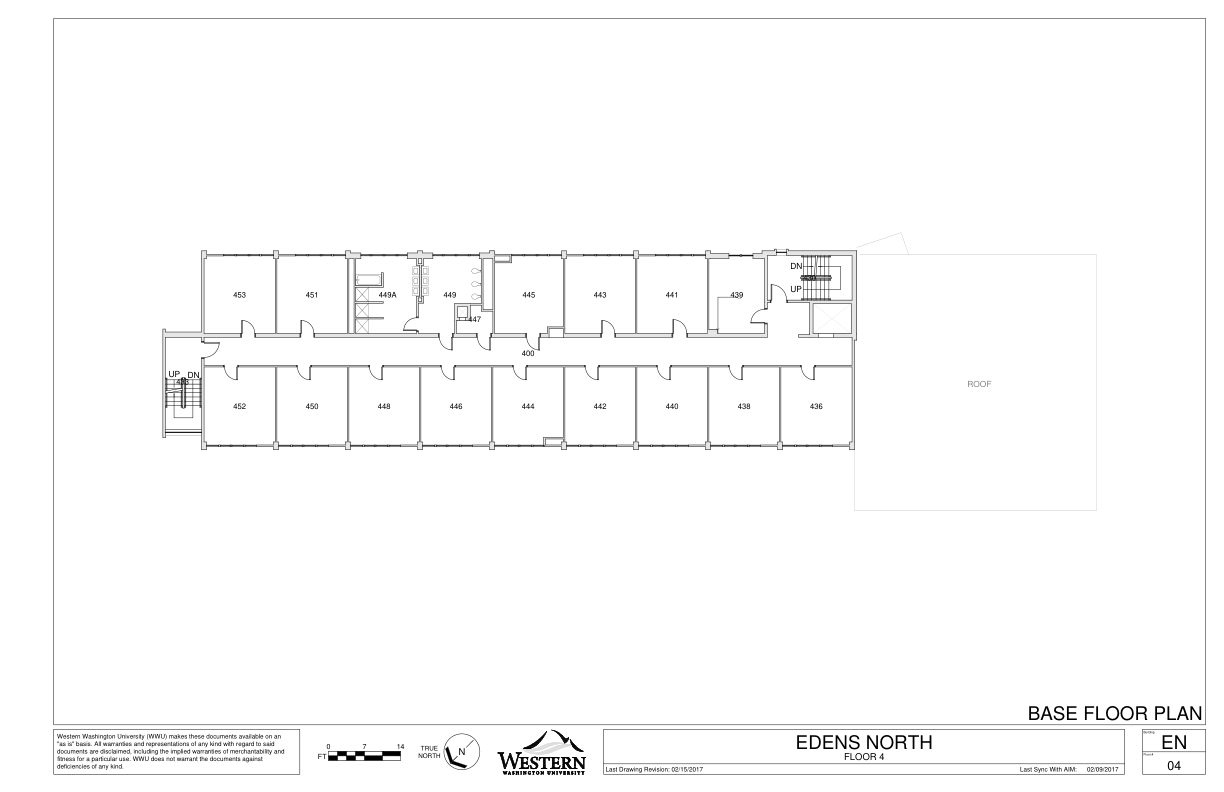 DN
UP
453
451
449A
449
445
443
441
439
447
400
UP DN
ROOF
452
450
448
446
444
442
440
438
436
BASE FLOOR PLAN
Western Washington University (WWU) makes these documents available on an
"as is" basis. All warranties and representations of any kind with regard to said
documents are disclaimed, including the implied warranties of merchantability and
fitness for a particular use. WWU does not warrant the documents against
deficiencies of any kind.
0 7 14
FT
TRUE
NORTH
N
WESTERN
WASHINGTON UNIVERSITY
EDENS NORTH
FLOOR 4
Last Drawing Revision: 02/15/2017
Last Sync With AIM: 02/09/2017
Building
EN
Floor#
04